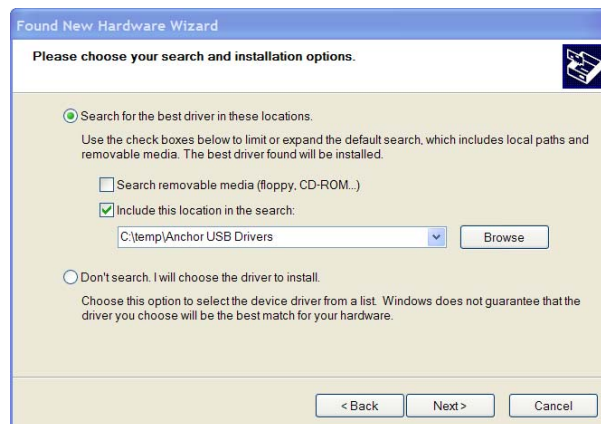 Found New Hardware Wizard
Please choose your search and installation options.
Search for the best driver in these locations.
Use the check boxes below to limit or expand the default search, which includes local paths and
removable media. The best driver found will be installed.
Search removable media (floppy, CD-ROM...)
Include this location in the search:
C:\temp\Anchor USB Drivers
Browse
Don't search. I will choose the driver to install.
Choose this option to select the device driver from a list. Windows does not guarantee that the
driver you choose will be the best match for your hardware.
< Back Next > Cancel